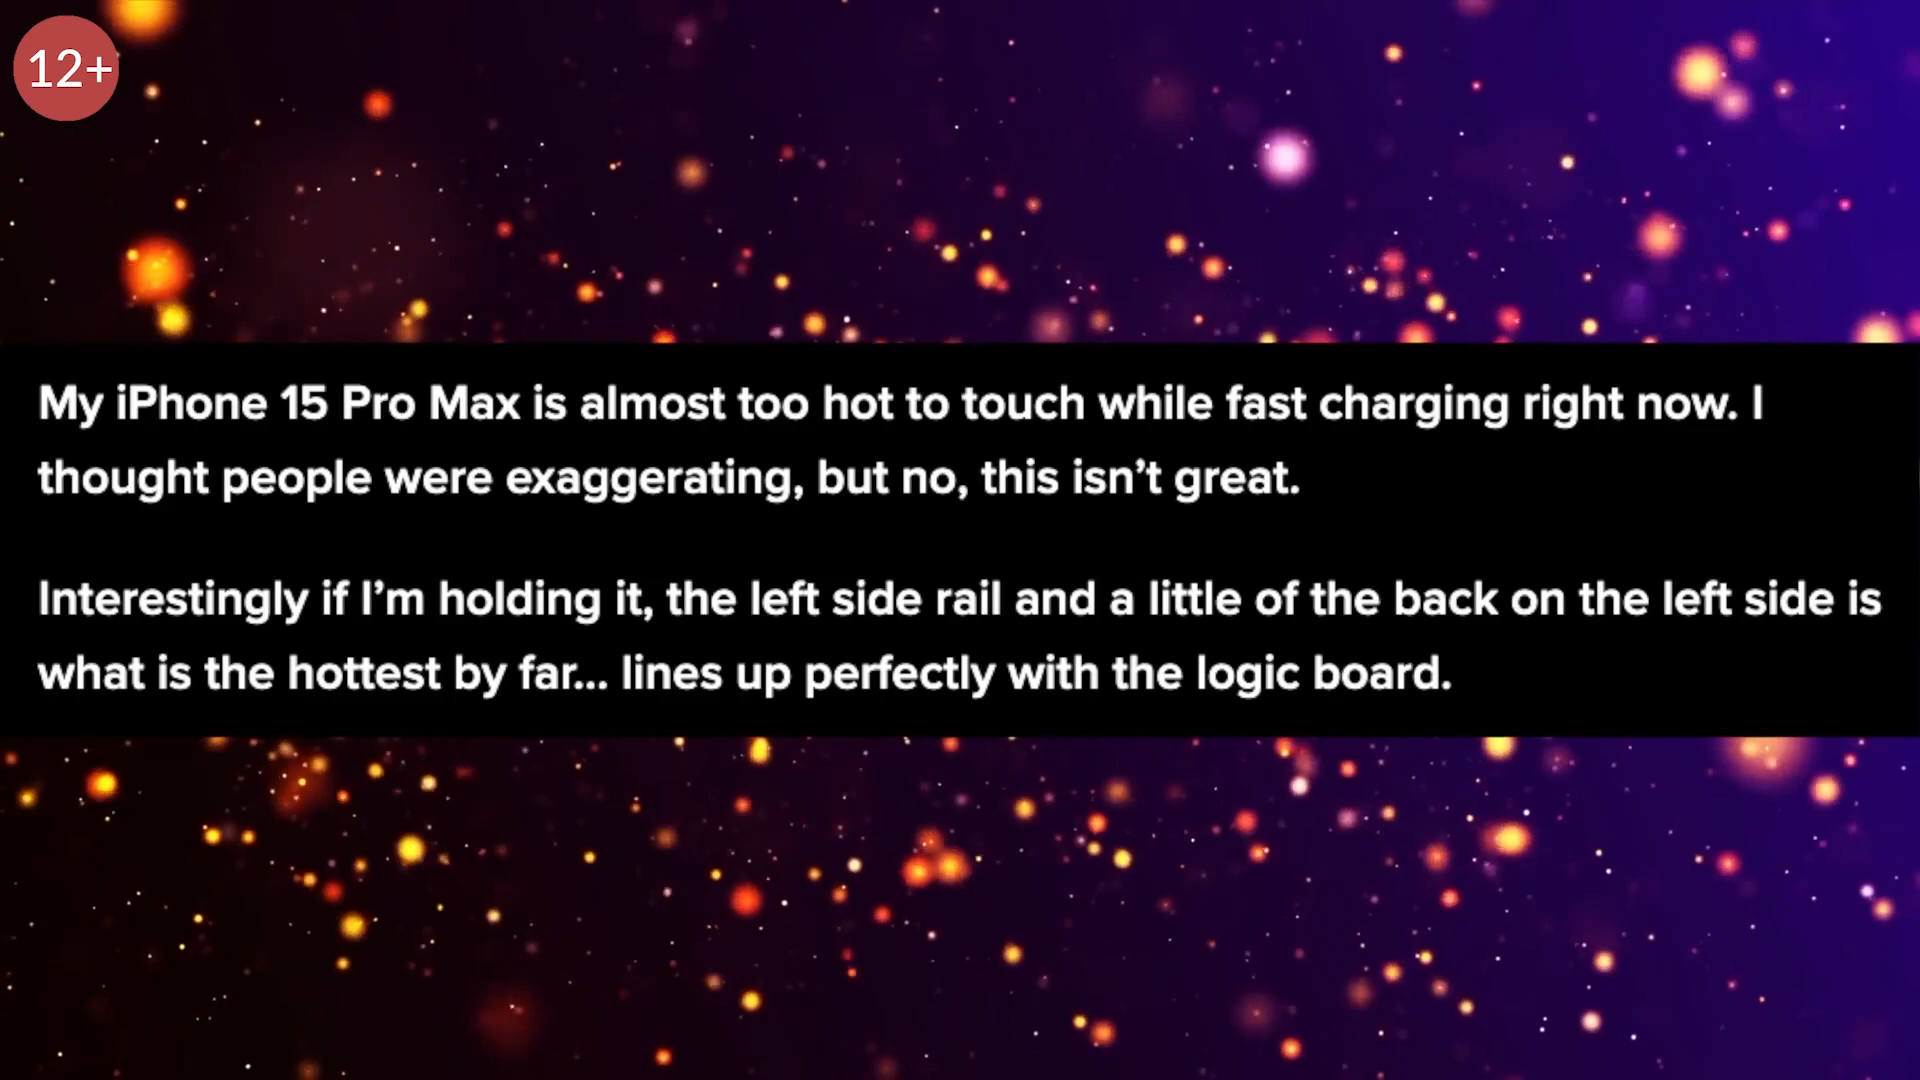 12+
My iPhone 15 Pro Max is almost too hot to touch while fast charging right now. I
thought people were exaggerating, but no, this isn’t great.
Interestingly if I’m holding it, the left side rail and a little of the back on the left side is
what is the hottest by far... lines up perfectly with the logic board.